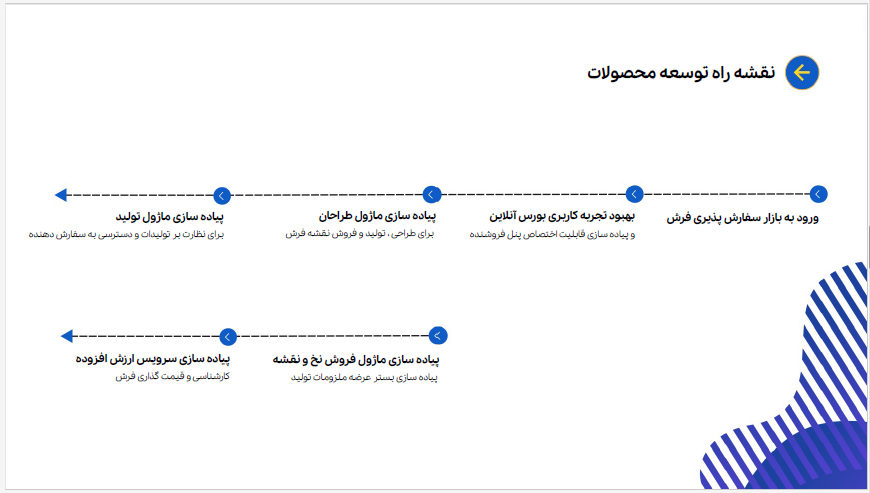 نقشه راه توسعه محصولات
ورود به بازار سفارش پذیری فرش
بهبود تجربه کاربری بورس آنلاین
و پیاده سازی قابلیت اختصاص پنل فروشنده
پیاده سازی ماژول طراحان
برای طراحی ، تولید و فروش نقشه فرش
پیاده سازی ماژول تولید
برای نظارت بر تولیدات و دسترسی به سفارش دهنده
پیاده سازی ماژول فروش نخ و نقشه
پیاده سازی بستر عرضه ملزومات تولید
پیاده سازی سرویس ارزش افزوده
کارشناسی و قیمت گذاری فرش